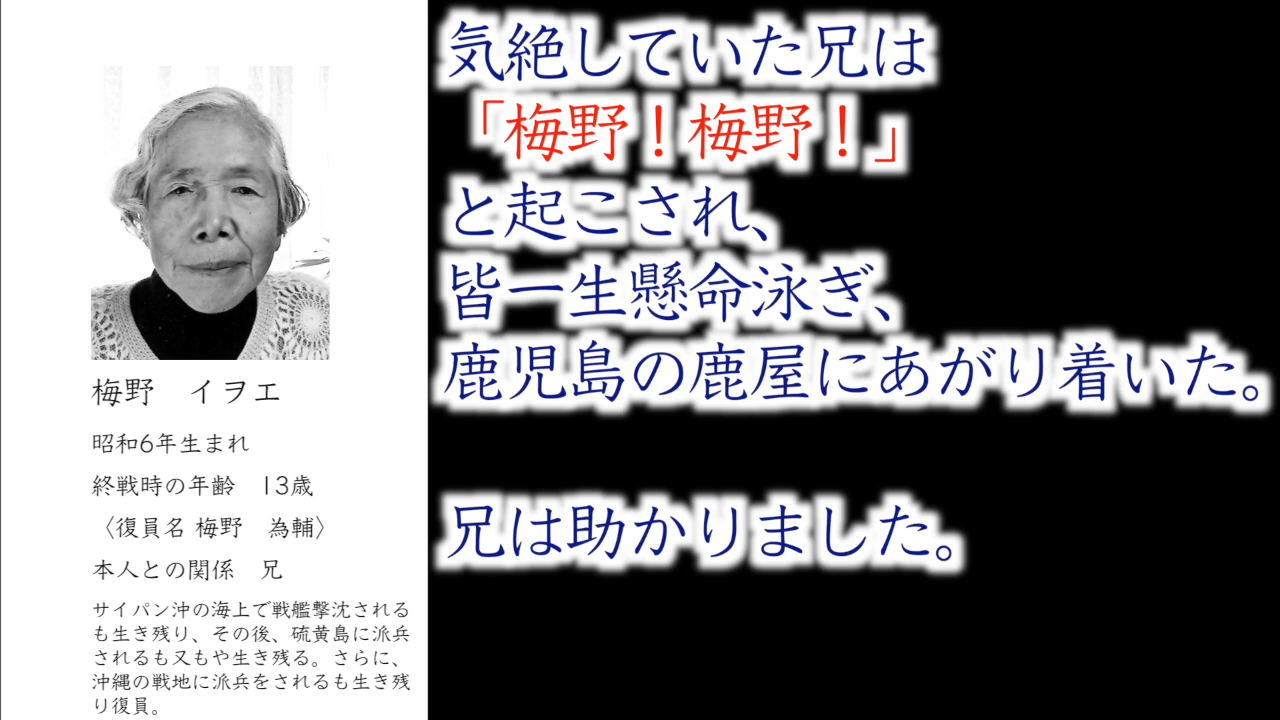 気絶していた兄は
「梅野！梅野！」
と起こされ、
皆一生懸命泳ぎ、
鹿児島の鹿屋にあがり着いた。
兄は助かりました。
梅野　イヲエ
昭和6年生まれ
終戦時の年齢　13歳
〈復員名 梅野　為輔〉
本人との関係　兄
サイパン沖の海上で戦艦撃沈される
も生き残り、その後、硫黄島に派兵
されるも又もや生き残る。さらに、
沖縄の戦地に派兵をされるも生き残
り復員。